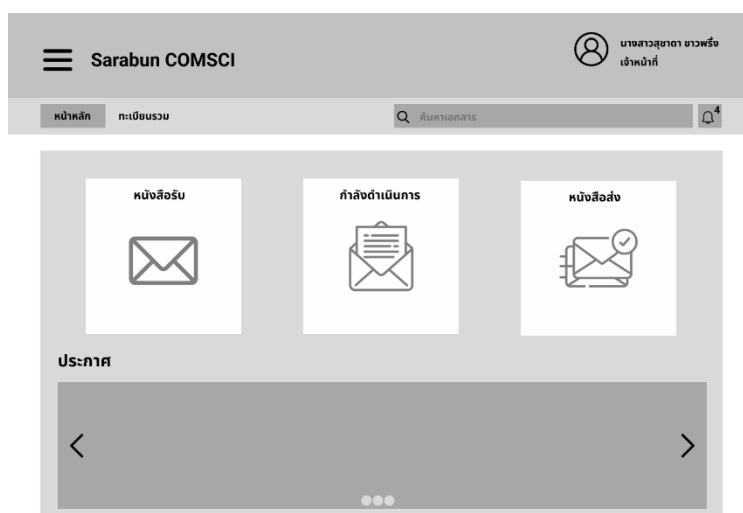 Sarabun COMSCI
นางสาวสุชาดา ขาวพริ้ง
เจ้าหน้าที่
หน้าหลัก
ทะเบียนรวม
ค้นหาเอกสาร
4
หนังสือรับ
กำลังดำเนินการ
หนังสือส่ง
ประกาศ